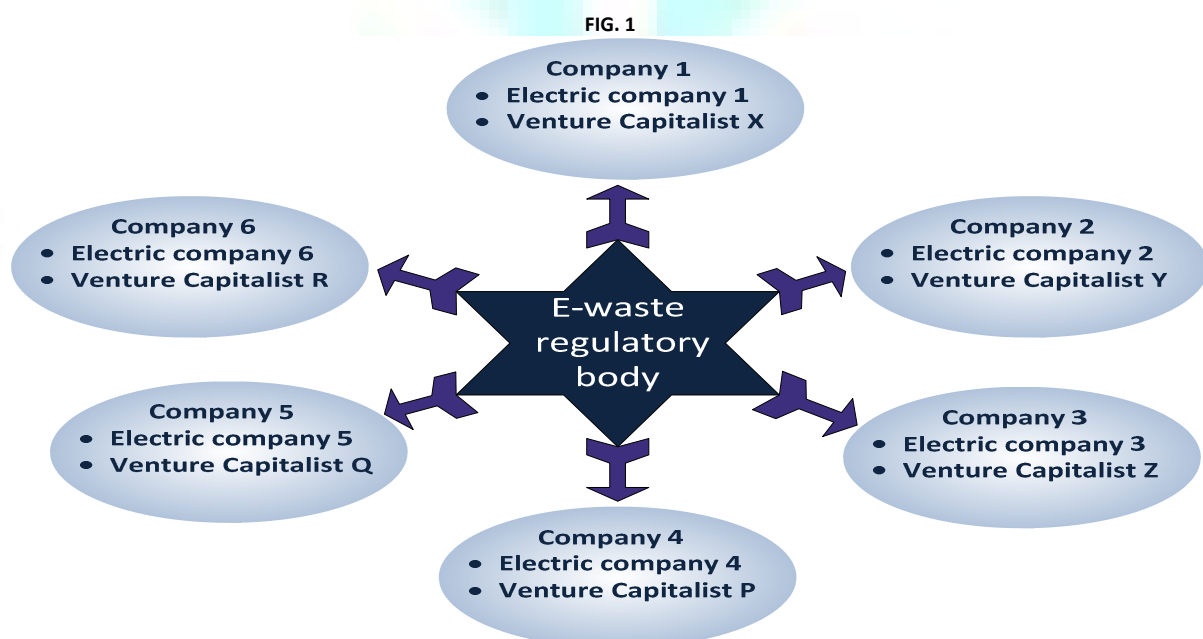 FIG. 1
Company 1
• Electric company 1
• Venture Capitalist X
Company 6
• Electric company 6
• Venture Capitalist R
Company 2
• Electric company 2
• Venture Capitalist Y
E-waste
regulatory
body
Company 5
• Electric company 5
• Venture Capitalist Q
Company 3
• Electric company 3
• Venture Capitalist Z
Company 4
• Electric company 4
• Venture Capitalist P